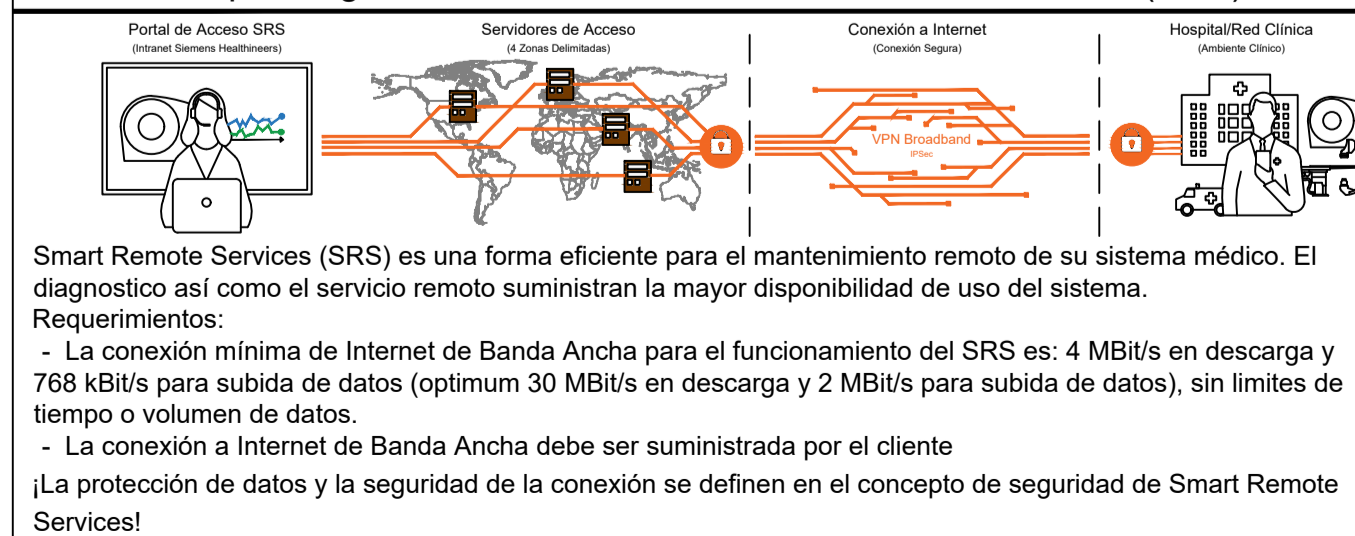 Portal de Acceso SRS
(Intranet Siemens Healthineers)
Servidores de Acceso
(4 Zonas Delimitadas)
Conexión a Internet
(Conexión Segura)
Hospital/Red Clínica
(Ambiente Clínico)
VPN Broadband
IPSec
Smart Remote Services (SRS) es una forma eficiente para el mantenimiento remoto de su sistema médico. El
diagnostico así como el servicio remoto suministran la mayor disponibilidad de uso del sistema.
Requerimientos:
- La conexión mínima de Internet de Banda Ancha para el funcionamiento del SRS es: 4 MBit/s en descarga y
768 kBit/s para subida de datos (optimum 30 MBit/s en descarga y 2 MBit/s para subida de datos), sin limites de
tiempo o volumen de datos.
- La conexión a Internet de Banda Ancha debe ser suministrada por el cliente
¡La protección de datos y la seguridad de la conexión se definen en el concepto de seguridad de Smart Remote
Services!